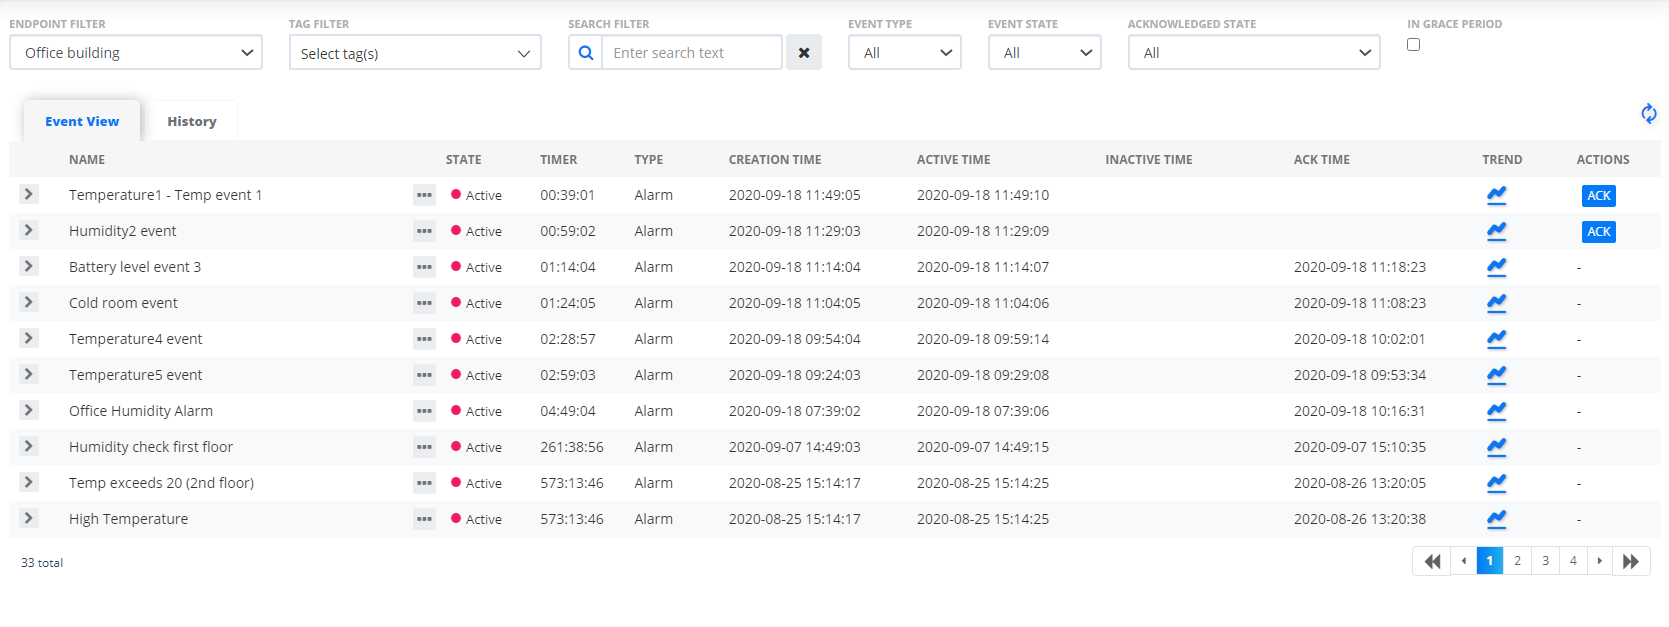 ENDPOINT FILTER TAG FILTER SEARCH FILTER EVENT TYPE EVENT STATE ACKNOWLEDGED STATE IN GRACE PERIOD
Office building Select tag(s) Enter search text All All All
Event View History
NAME STATE TIMER TYPE CREATION TIME ACTIVE TIME INACTIVE TIME ACK TIME TREND ACTIONS
Temperature1 - Temp event 1 Active 00:39:01 Alarm 2020-09-18 11:49:05 2020-09-18 11:49:10 ACK
Humidity2 event Active 00:59:02 Alarm 2020-09-18 11:29:03 2020-09-18 11:29:09 ACK
Battery level event 3 Active 01:14:04 Alarm 2020-09-18 11:14:04 2020-09-18 11:14:07 2020-09-18 11:18:23 -
Cold room event Active 01:24:05 Alarm 2020-09-18 11:04:05 2020-09-18 11:04:06 2020-09-18 11:08:23 -
Temperature4 event Active 02:28:57 Alarm 2020-09-18 09:54:04 2020-09-18 09:59:14 2020-09-18 10:02:01 -
Temperature5 event Active 02:59:03 Alarm 2020-09-18 09:24:03 2020-09-18 09:29:08 2020-09-18 09:53:34 -
Office Humidity Alarm Active 04:49:04 Alarm 2020-09-18 07:39:02 2020-09-18 07:39:06 2020-09-18 10:16:31 -
Humidity check first floor Active 261:38:56 Alarm 2020-09-07 14:49:03 2020-09-07 14:49:15 2020-09-07 15:10:35 -
Temp exceeds 20 (2nd floor) Active 573:13:46 Alarm 2020-08-25 15:14:17 2020-08-25 15:14:25 2020-08-26 13:20:05 -
High Temperature Active 573:13:46 Alarm 2020-08-25 15:14:17 2020-08-25 15:14:25 2020-08-26 13:20:38 -
33 total 1 2 3 4